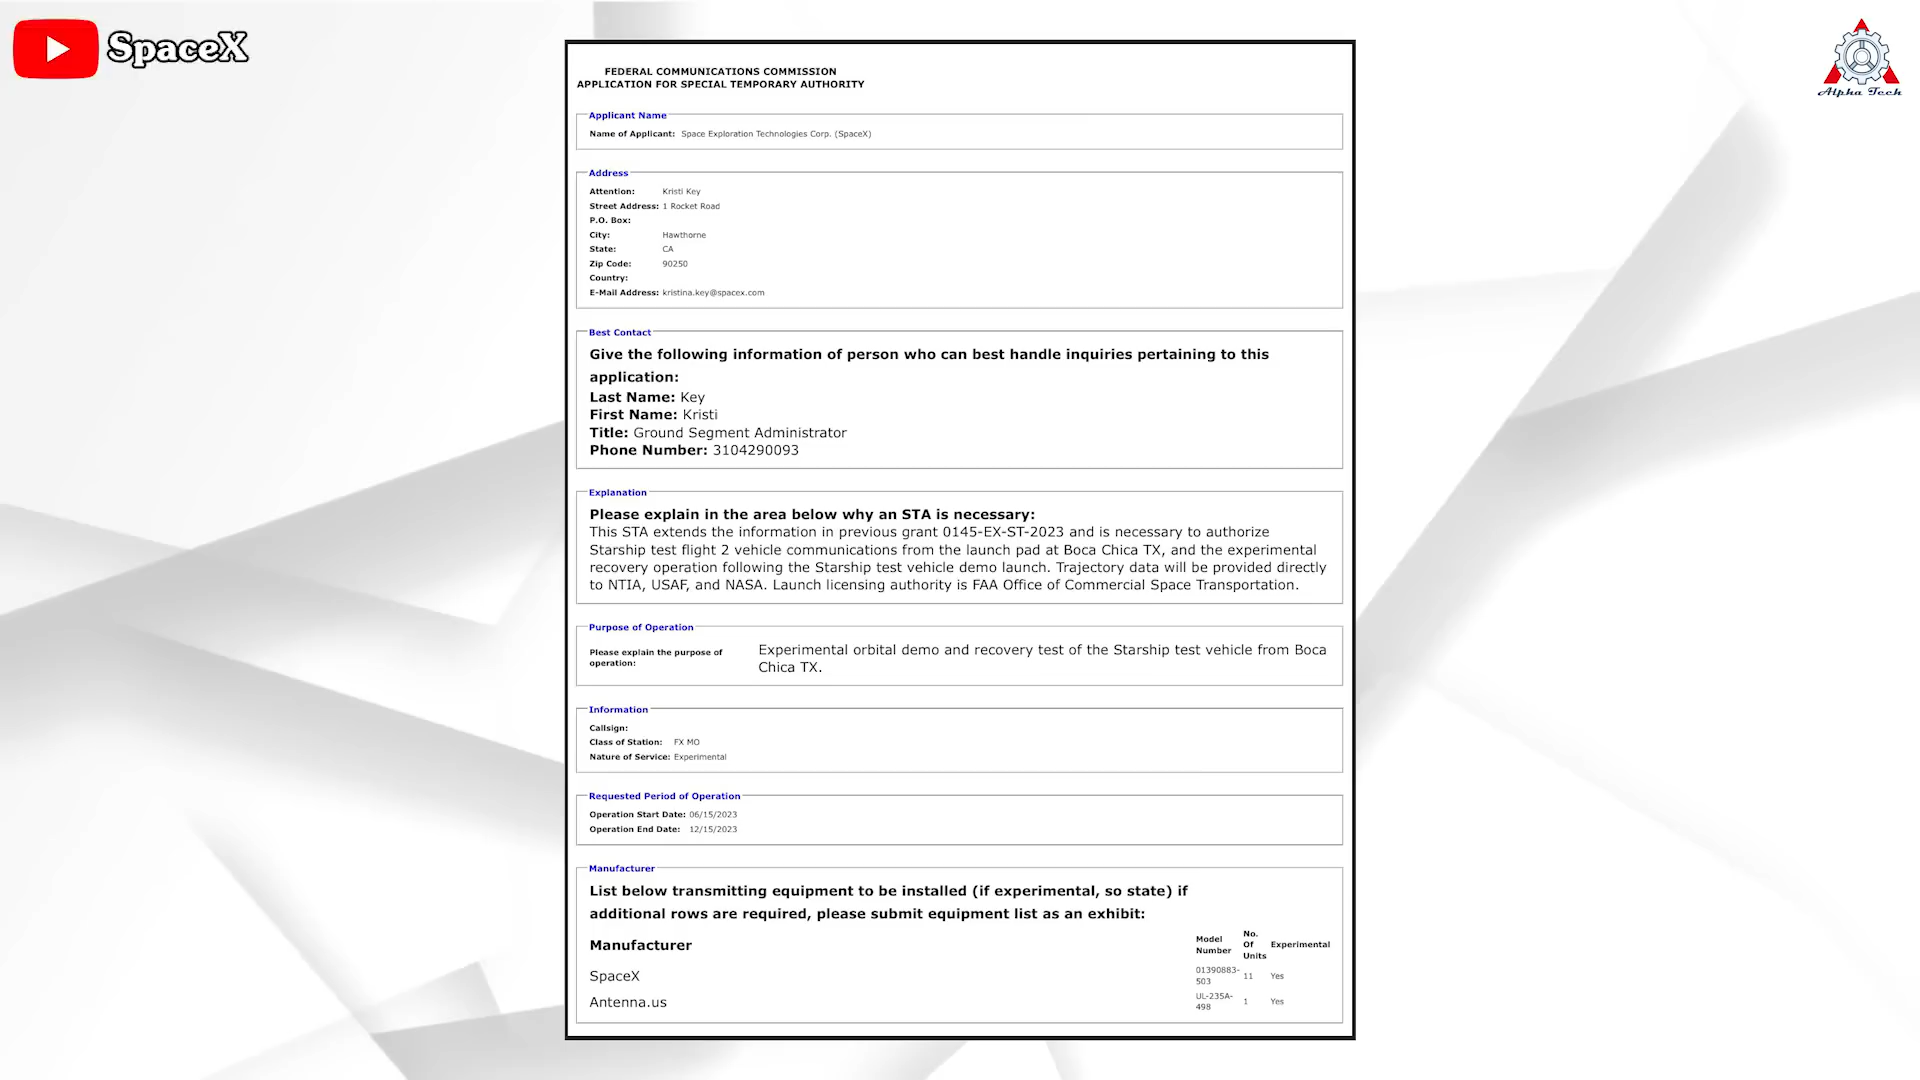 SpaceX
Alpha Tech
FEDERAL COMMUNICATIONS COMMISSION
APPLICATION FOR SPECIAL TEMPORARY AUTHORITY
Applicant Name
Name of Applicant: Space Exploration Technologies Corp. (SpaceX)
Address
Attention: Kristi Key
Street Address: 1 Rocket Road
P.O. Box:
City: Hawthorne
State: CA
Zip Code: 90250
Country:
E-Mail Address: kristina.key@spacex.com
Best Contact
Give the following information of person who can best handle inquiries pertaining to this
application:
Last Name: Key
First Name: Kristi
Title: Ground Segment Administrator
Phone Number: 3104290093
Explanation
Please explain in the area below why an STA is necessary:
This STA extends the information in previous grant 0145-EX-ST-2023 and is necessary to authorize
Starship test flight 2 vehicle communications from the launch pad at Boca Chica TX, and the experimental
recovery operation following the Starship test vehicle demo launch. Trajectory data will be provided directly
to NTIA, USAF, and NASA. Launch licensing authority is FAA Office of Commercial Space Transportation.
Purpose of Operation
Please explain the purpose of
operation:
Experimental orbital demo and recovery test of the Starship test vehicle from Boca
Chica TX.
Information
Callsign:
Class of Station: FX MO
Nature of Service: Experimental
Requested Period of Operation
Operation Start Date: 06/15/2023
Operation End Date: 12/15/2023
Manufacturer
List below transmitting equipment to be installed (if experimental, so state) if
additional rows are required, please submit equipment list as an exhibit:
Manufacturer
Model
Number
No.
Of
Units
Experimental
SpaceX
01390883-
503
11
Yes
Antenna.us
UL-235A-
498
1
Yes